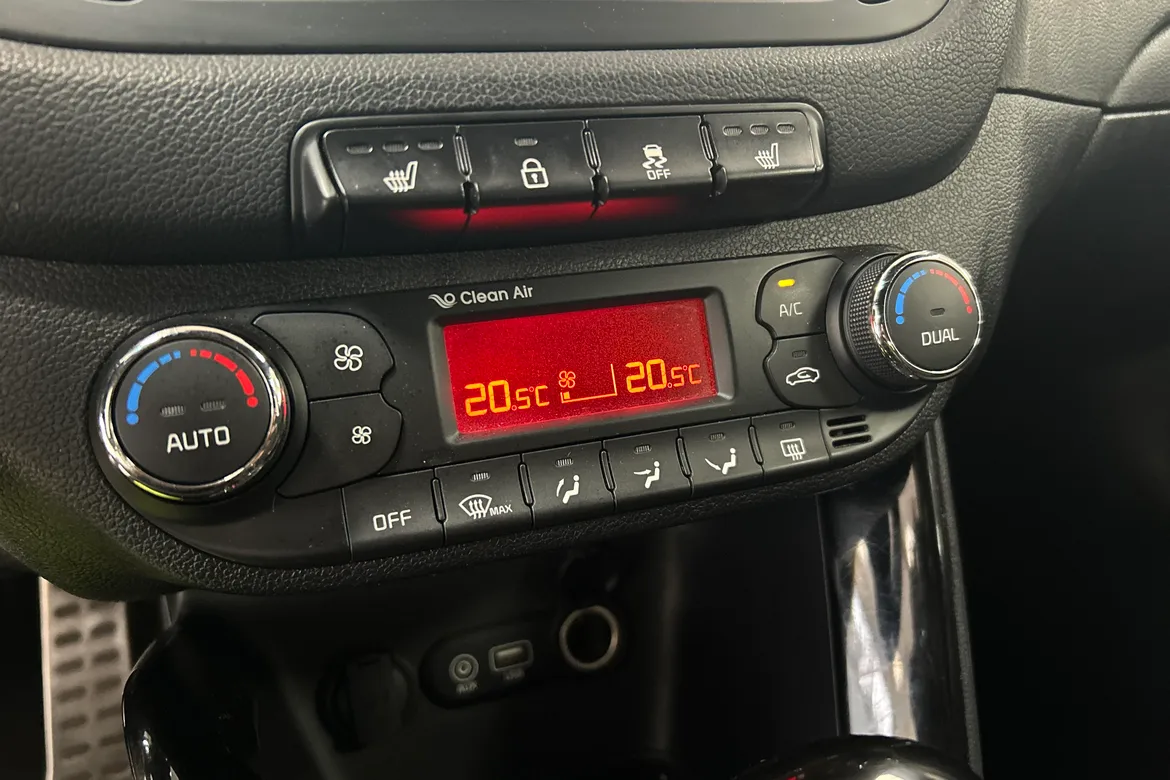 OFF
Clean Air
A/C
DUAL
20.5°C 20.5°C
AUTO
OFF
MAX